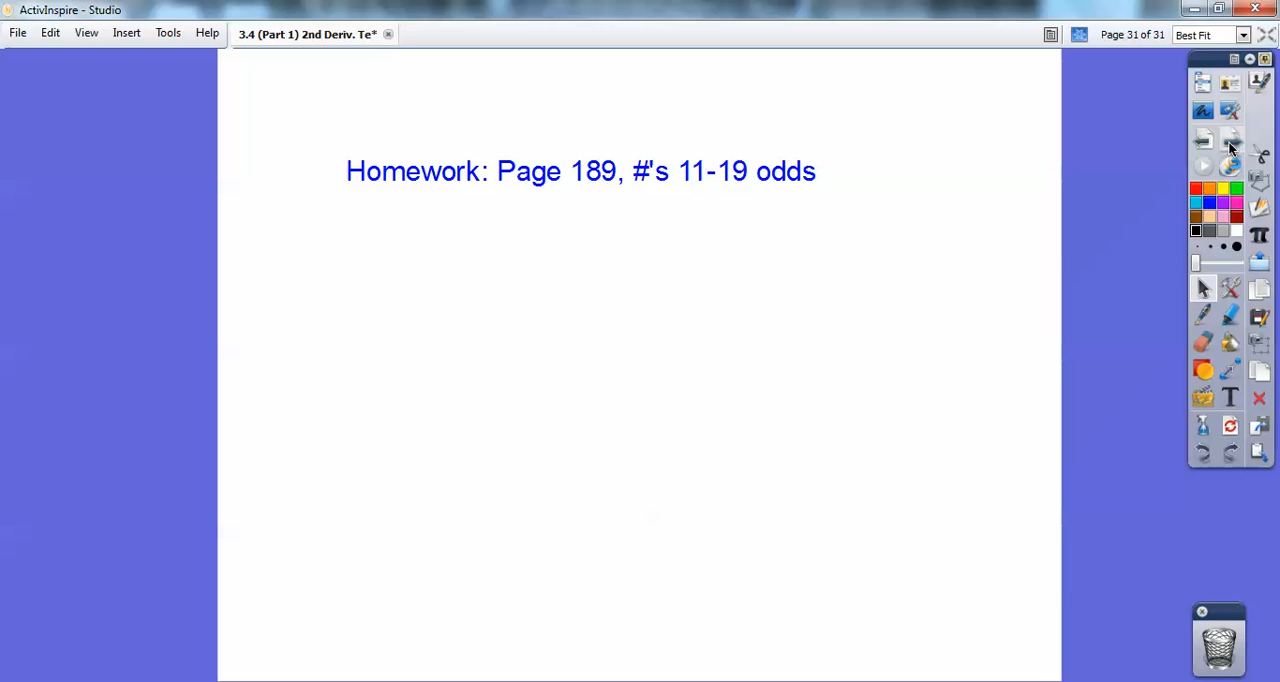 ActivInspire - Studio
File Edit View Insert Tools Help 3.4 (Part 1) 2nd Deriv. Te* Page 31 of 31 Best Fit
Homework: Page 189, #'s 11-19 odds